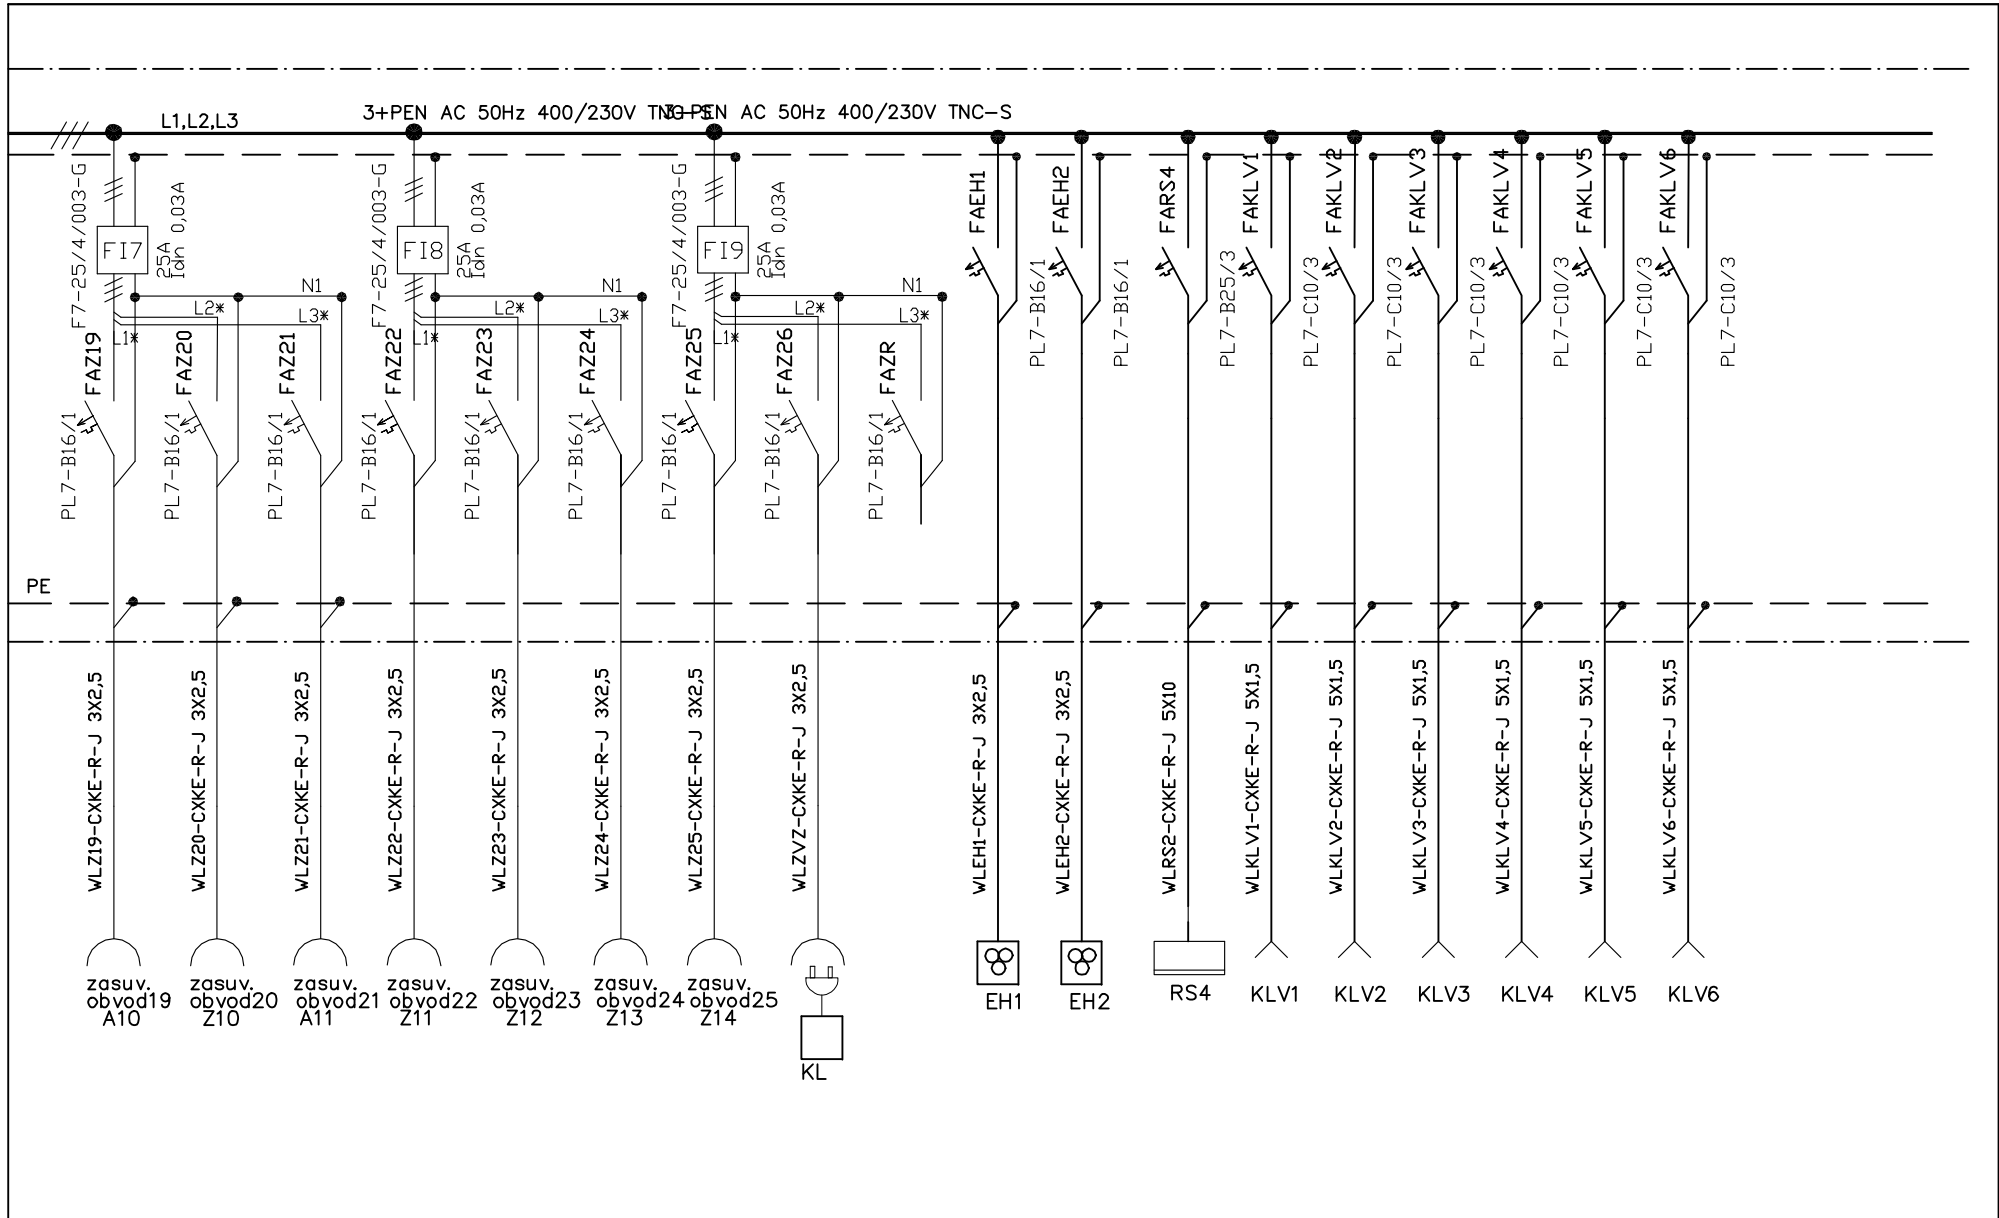 L1,L2,L3
3+PEN AC 50Hz 400/230V TNC-S
3+PEN AC 50Hz 400/230V TNC-S
F7-25/4/003-G
FI7
25A
Idn 0,03A
N1
L2*
L3*
L1*
F7-25/4/003-G
FI8
25A
Idn 0,03A
N1
L2*
L3*
L1*
F7-25/4/003-G
FI9
25A
Idn 0,03A
N1
L2*
L3*
L1*
FAZ19
FAZ20
FAZ21
FAZ22
FAZ23
FAZ24
FAZ25
FAZ26
FAZR
PL7-B16/1
PL7-B16/1
PL7-B16/1
PL7-B16/1
PL7-B16/1
PL7-B16/1
PL7-B16/1
PL7-B16/1
PL7-B16/1
FAEH1
FAEH2
FARS4
FAKLV1
FAKLV2
FAKLV3
FAKLV4
FAKLV5
FAKLV6
PL7-B16/1
PL7-B16/1
PL7-B25/3
PL7-C10/3
PL7-C10/3
PL7-C10/3
PL7-C10/3
PL7-C10/3
PL7-C10/3
PE
WLZ19-CXKE-R-J 3X2,5
WLZ20-CXKE-R-J 3X2,5
WLZ21-CXKE-R-J 3X2,5
WLZ22-CXKE-R-J 3X2,5
WLZ23-CXKE-R-J 3X2,5
WLZ24-CXKE-R-J 3X2,5
WLZ25-CXKE-R-J 3X2,5
WLZVZ-CXKE-R-J 3X2,5
WLEH1-CXKE-R-J 3X2,5
WLEH2-CXKE-R-J 3X2,5
WLRS2-CXKE-R-J 5X10
WLKLV1-CXKE-R-J 5X1,5
WLKLV2-CXKE-R-J 5X1,5
WLKLV3-CXKE-R-J 5X1,5
WLKLV4-CXKE-R-J 5X1,5
WLKLV5-CXKE-R-J 5X1,5
WLKLV6-CXKE-R-J 5X1,5
zasuv.
obvod19
A10
zasuv.
obvod20
Z10
zasuv.
obvod21
A11
zasuv.
obvod22
Z11
zasuv.
obvod23
Z12
zasuv.
obvod24
Z13
zasuv.
obvod25
Z14
KL
EH1
EH2
RS4
KLV1
KLV2
KLV3
KLV4
KLV5
KLV6